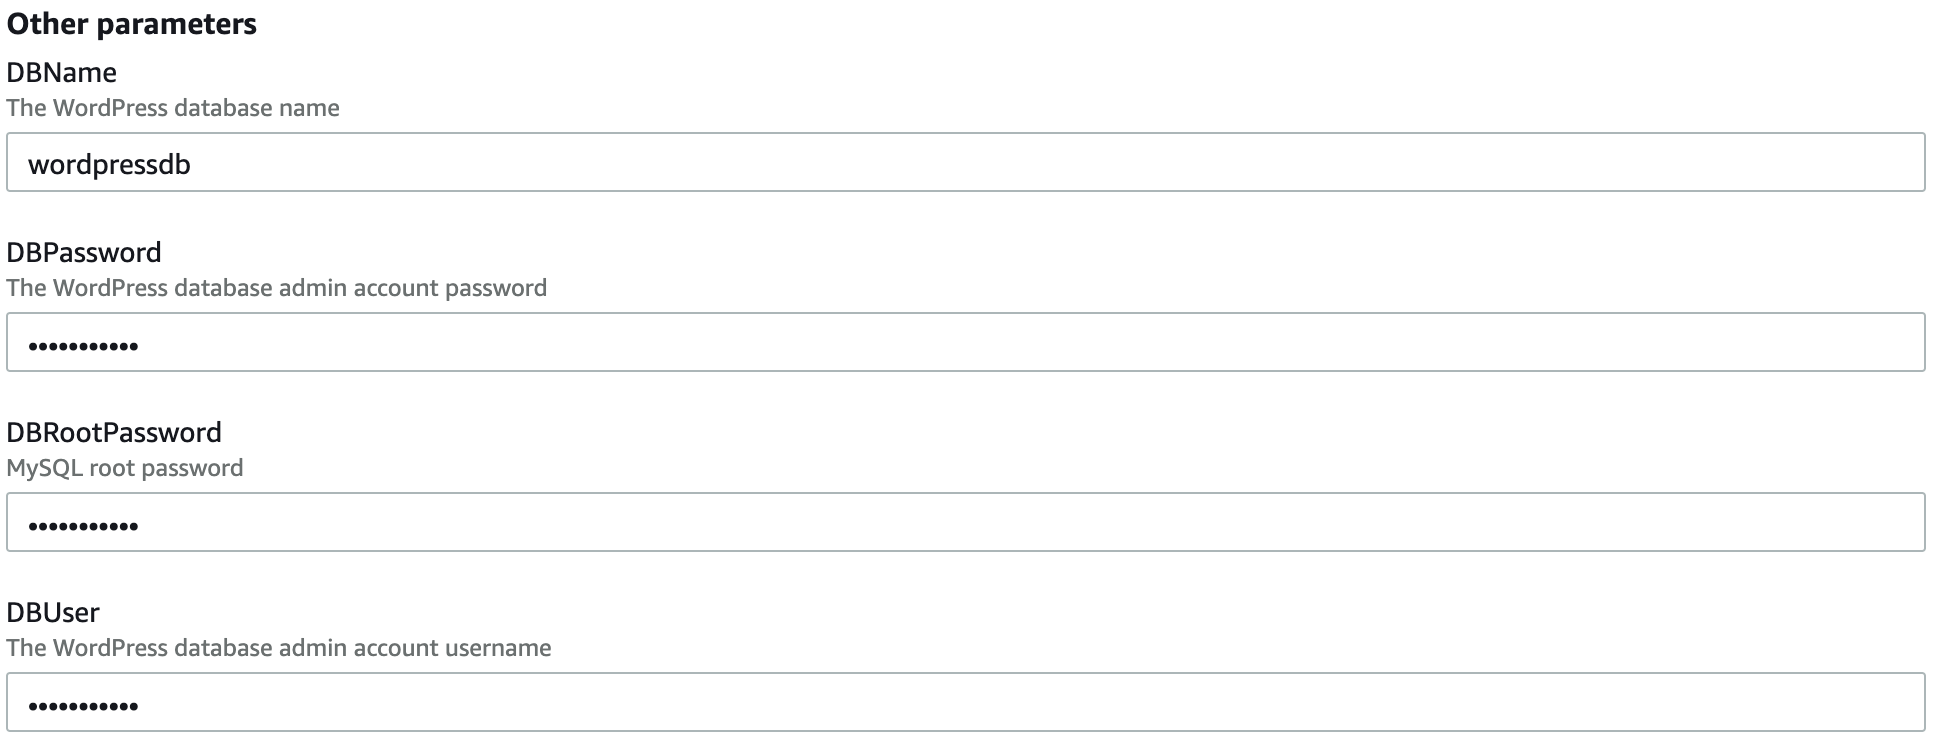 Other parameters
DBName
The WordPress database name
wordpressdb
DBPassword
The WordPress database admin account password
•••••••••••
DBRootPassword
MySQL root password
•••••••••••
DBUser
The WordPress database admin account username
•••••••••••